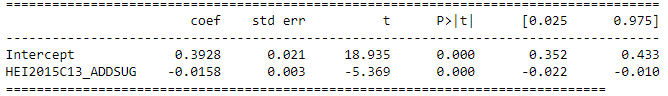 ==============================================================================
coef std err t P>|t| [0.025 0.975]
------------------------------------------------------------------------------
Intercept 0.3928 0.021 18.935 0.000 0.352 0.433
HEI2015C13_ADDSUG -0.0158 0.003 -5.369 0.000 -0.022 -0.010
==============================================================================